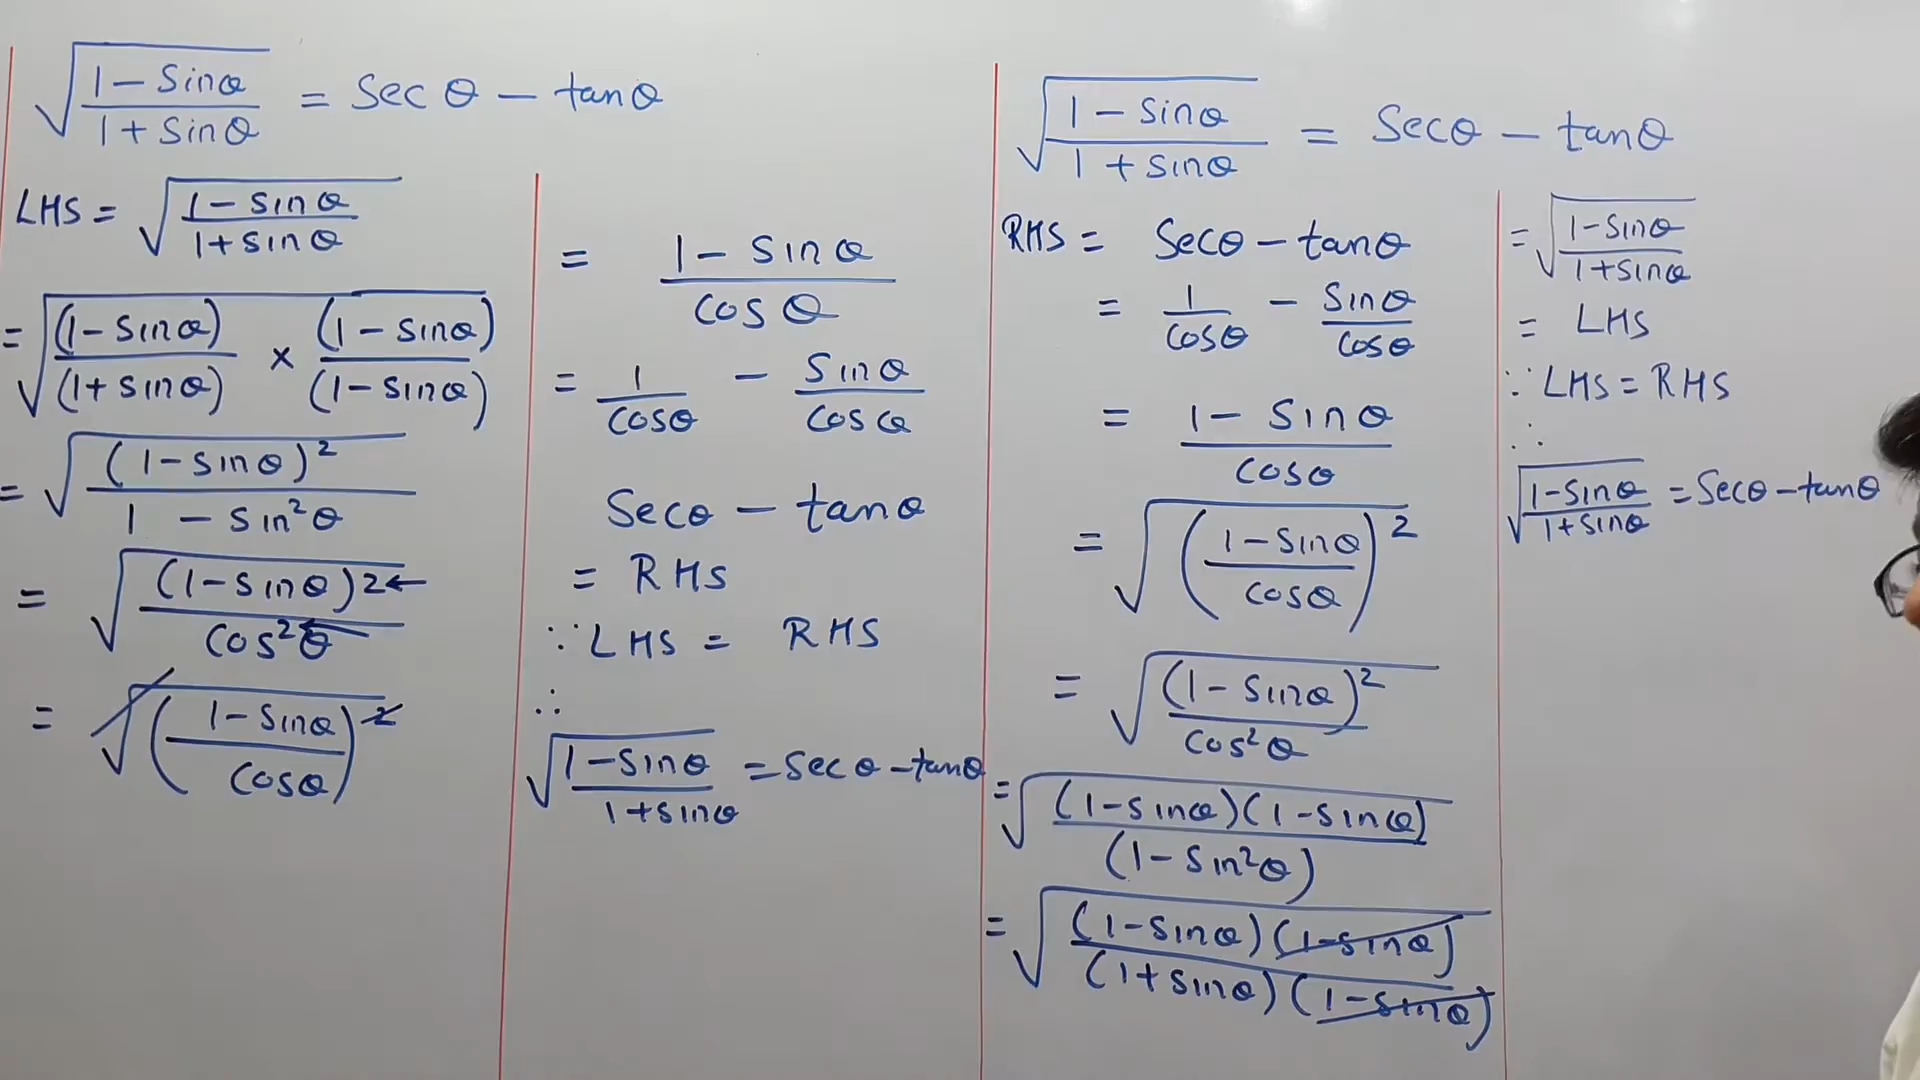 √((1 - Sinθ)/(1 + Sinθ)) = Sec θ - tanθ
LHS = √((1 - Sinθ)/(1 + Sinθ))
= √((1 - Sinθ)/(1 + Sinθ) × (1 - Sinθ)/(1 - Sinθ))
= √((1 - Sinθ)²/(1 - Sin²θ))
= √((1 - Sinθ)²/Cos²θ) ←
= √((1 - Sinθ)/Cosθ)²
= (1 - Sinθ)/Cosθ
= 1/Cosθ - Sinθ/Cosθ
Secθ - tanθ
= RHS
∵ LHS = RHS
∴
√((1 - Sinθ)/(1 + Sinθ)) = Secθ - tanθ
√((1 - Sinθ)/(1 + Sinθ)) = Secθ - tanθ
RHS = Secθ - tanθ
= 1/Cosθ - Sinθ/Cosθ
= (1 - Sinθ)/Cosθ
= √((1 - Sinθ)/Cosθ)²
= √((1 - Sinθ)²/Cos²θ)
= √((1 - Sinθ)(1 - Sinθ)/(1 - Sin²θ))
= √((1 - Sinθ)(1 - Sinθ)/(1 + Sinθ)(1 - Sinθ))
= √((1 - Sinθ)/(1 + Sinθ))
= LHS
∵ LHS = RHS
∴
√((1 - Sinθ)/(1 + Sinθ)) = Secθ - tanθ